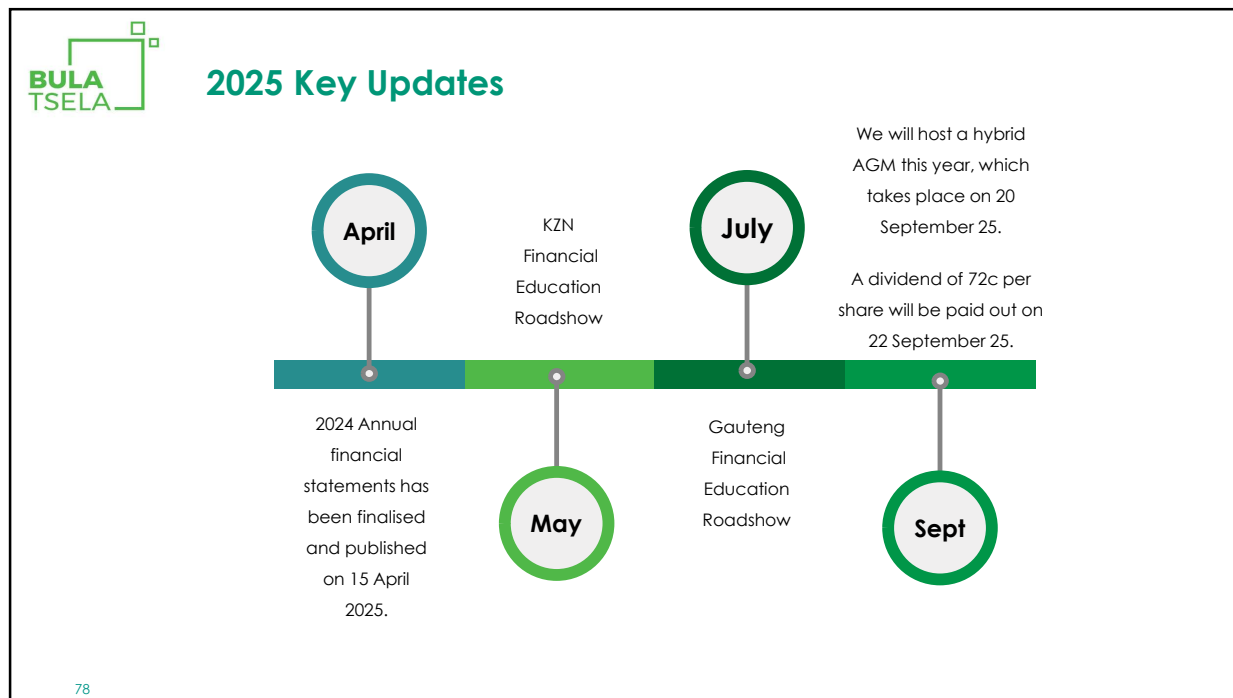 BULA
TSELA
2025 Key Updates
April
2024 Annual
financial
statements has
been finalised
and published
on 15 April
2025.
KZN
Financial
Education
Roadshow
May
July
Gauteng
Financial
Education
Roadshow
We will host a hybrid
AGM this year, which
takes place on 20
September 25.
A dividend of 72c per
share will be paid out on
22 September 25.
Sept
78